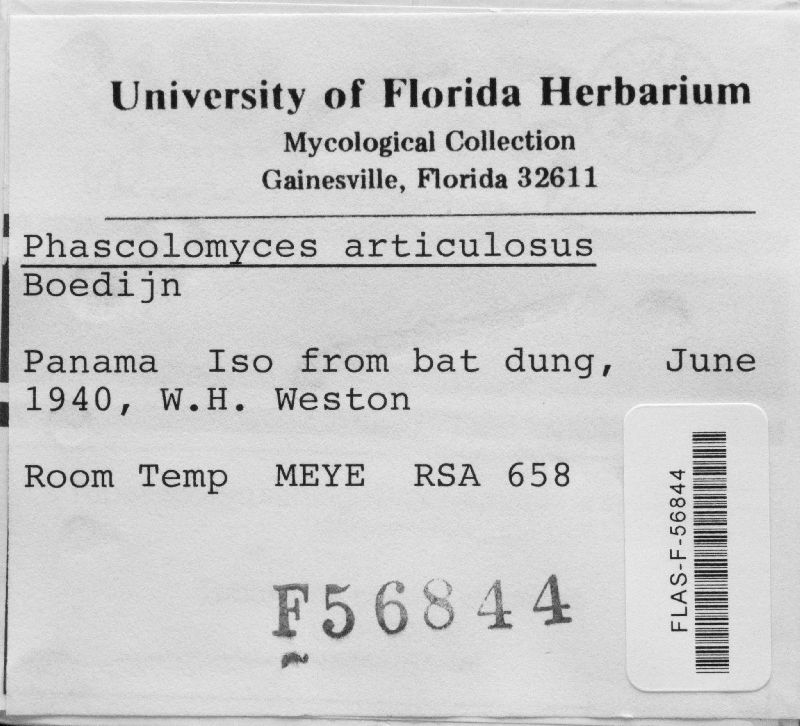 University of Florida Herbarium
Mycological Collection
Gainesville, Florida 32611
Phascolomyces articulosus
Boedijn
Panama Iso from bat dung, June
1940, W.H. Weston
Room Temp MEYE RSA 658
FLAS-F-56844
F56844